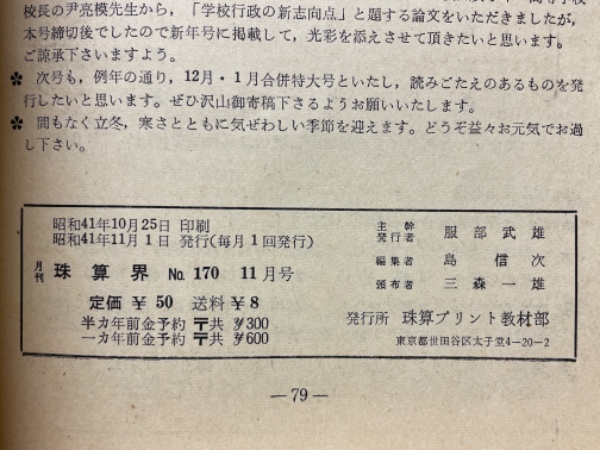 校長の尹亮模先生から，「学校行政の新志向点」と題する論文をいただきましたが，
本号締切後でしたので新年号に掲載して，光彩を添えさせて頂きたいと思います。
ご諒承下さいますよう。
✽ 次号も，例年の通り，12月・1月合併特大号といたし，読みごたえのあるものを発
行したいと思います。ぜひ沢山御寄稿下さるようお願いいたします。
✽ 間もなく立冬，寒さとともに気ぜわしい季節を迎えます。どうぞ益々お元気でお過
し下さい。
昭和41年10月25日 印刷
昭和41年11月1日 発行(毎月1回発行)
月刊 珠算界 No. 170 11月号
定価 ¥50 送料 ¥8
半カ年前金予約 〒共 ¥300
一カ年前金予約 〒共 ¥600
主幹
発行者 服部武雄
編集者 島信次
頒布者 三森一雄
発行所 珠算プリント教材部
東京都世田谷区太子堂4-20-2
—79—